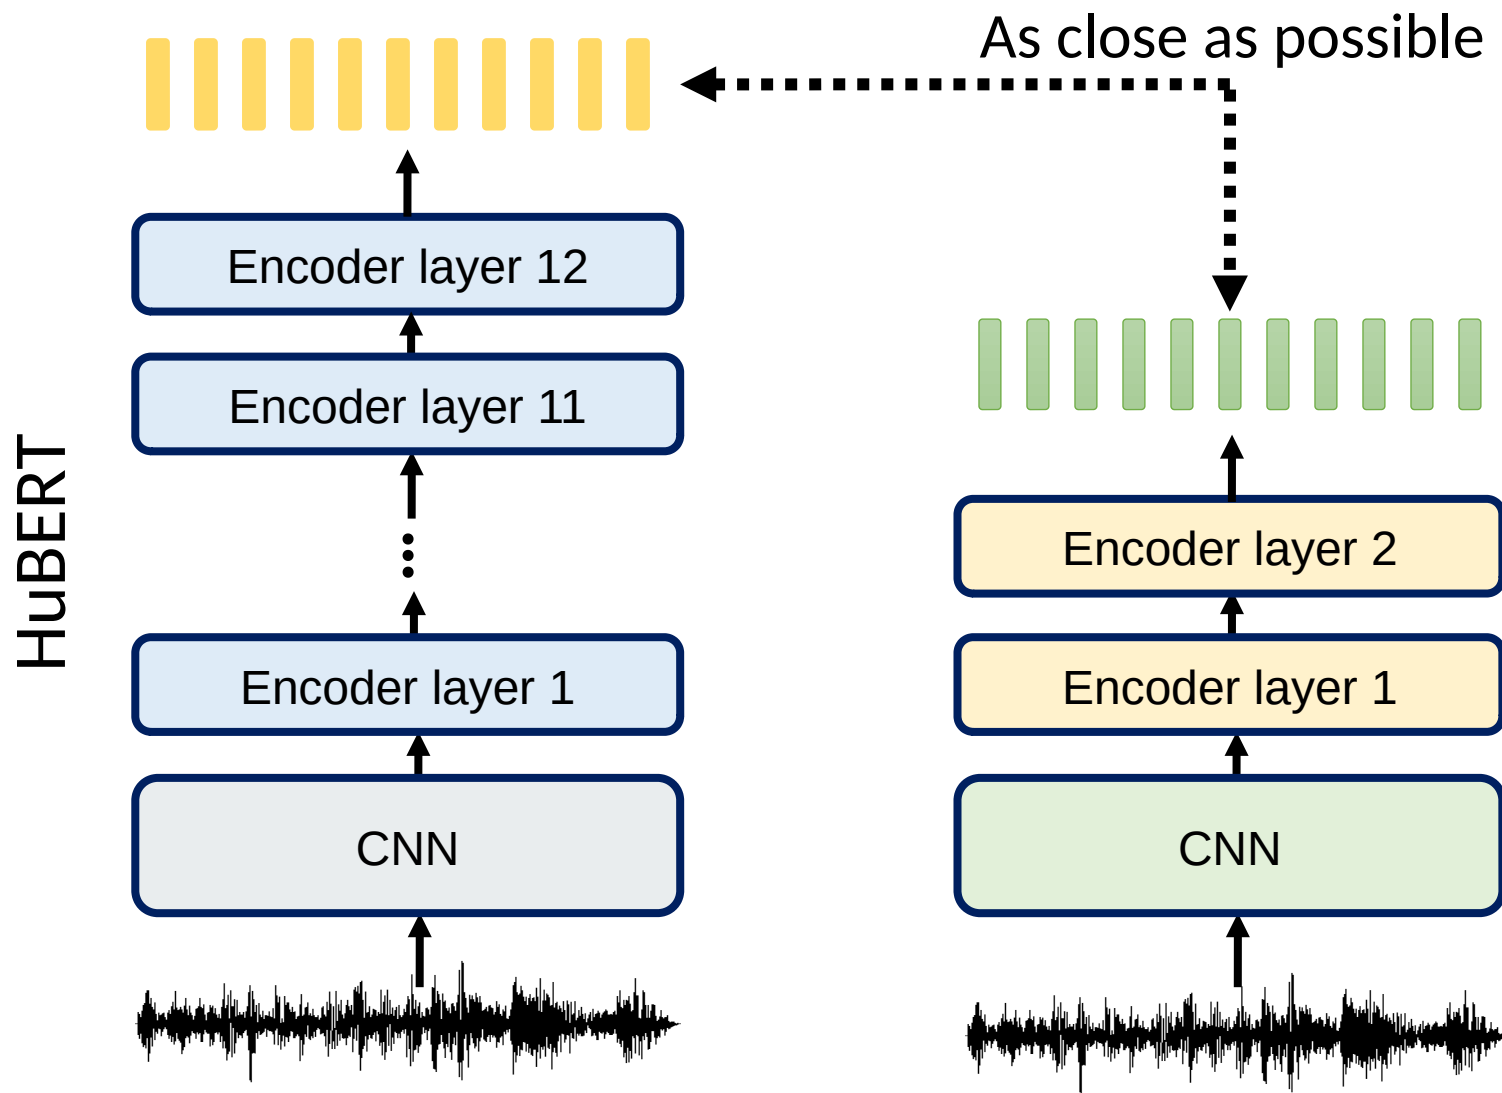 As close as possible
HuBERT
Encoder layer 12
Encoder layer 11
Encoder layer 1
CNN
Encoder layer 2
Encoder layer 1
CNN